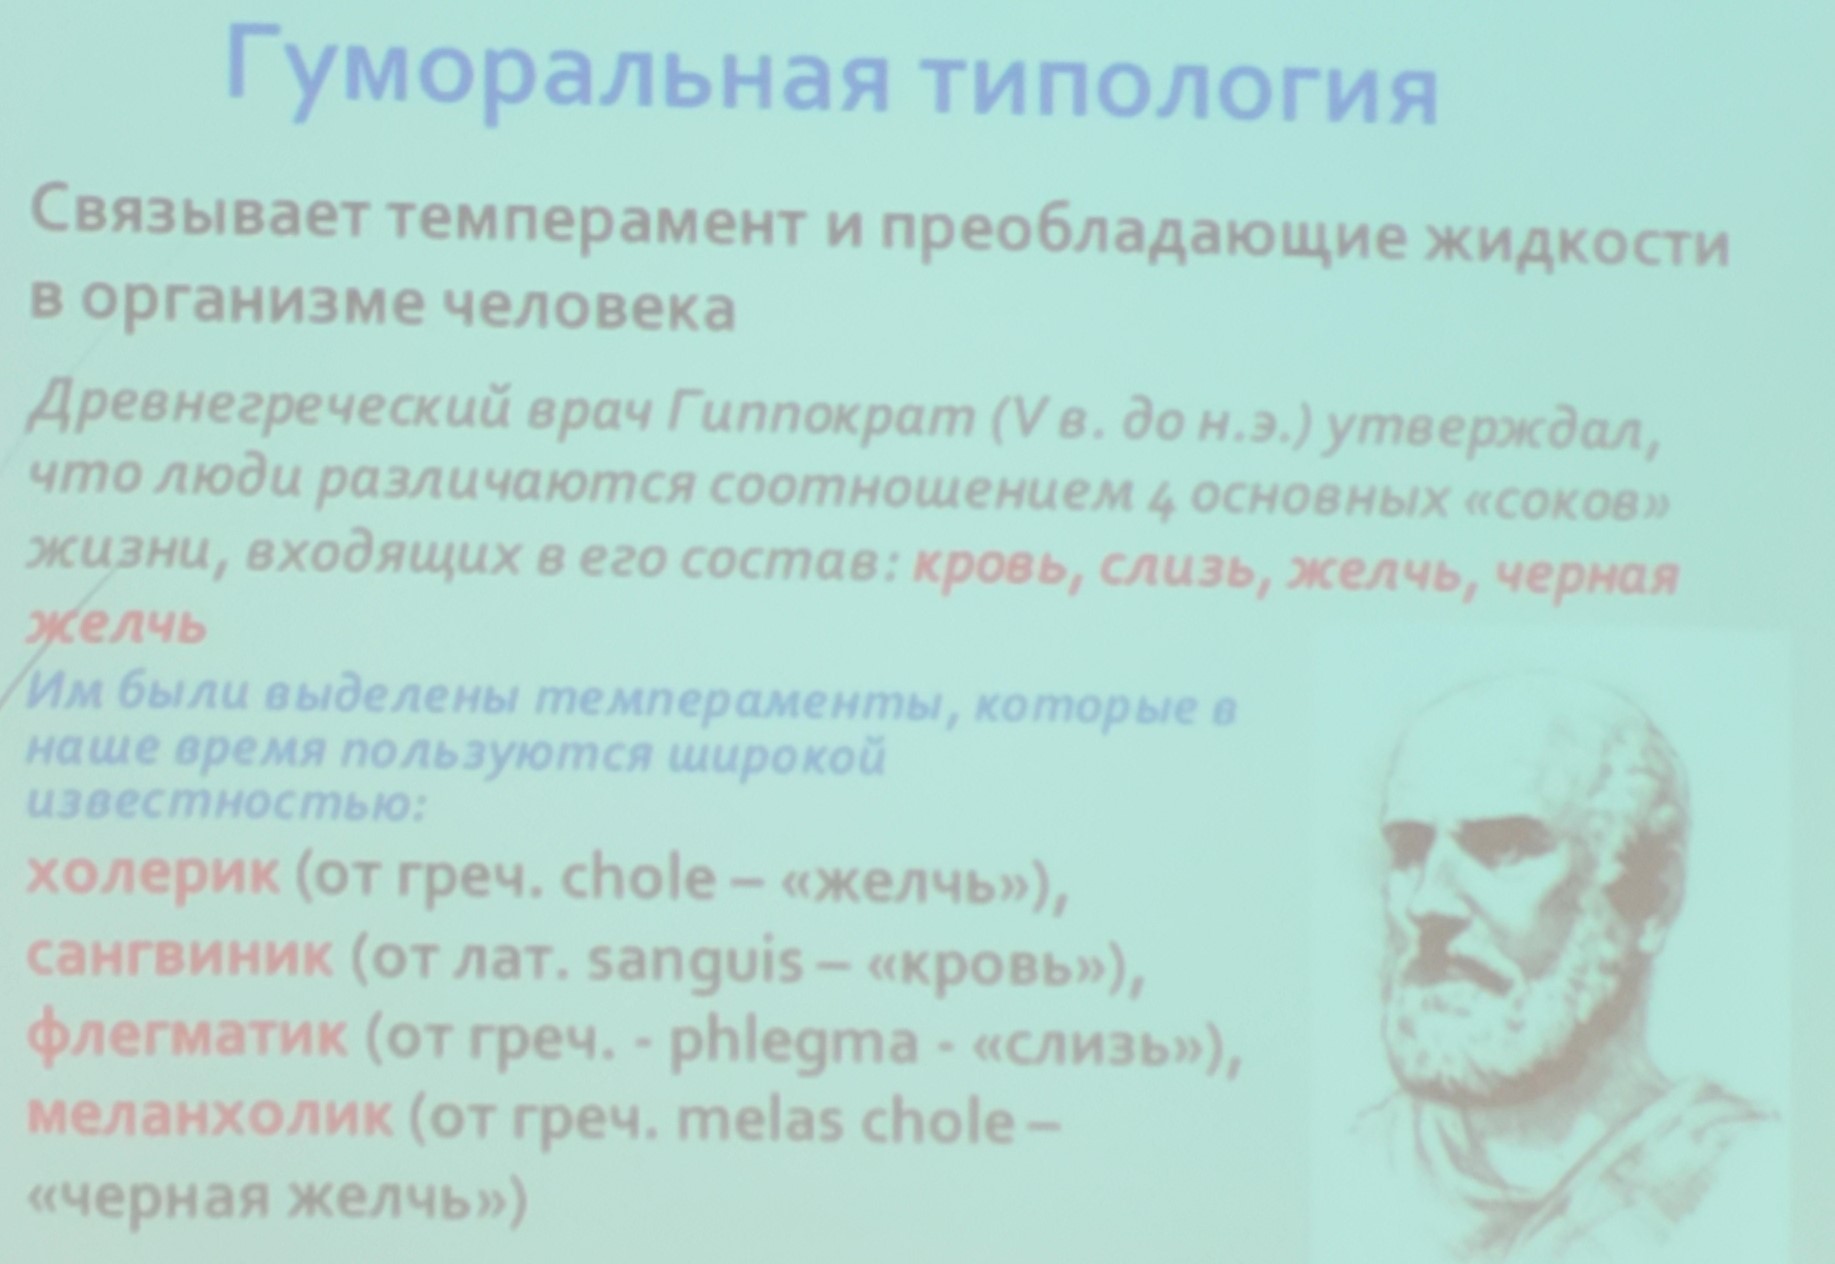 Гуморальная типология
Связывает темперамент и преобладающие жидкости
в организме человека
Древнегреческий врач Гиппократ (V в. до н.э.) утверждал,
что люди различаются соотношением 4 основных «соков»
жизни, входящих в его состав: кровь, слизь, желчь, черная
желчь
Им были выделены темпераменты, которые в
наше время пользуются широкой
известностью:
холерик (от греч. chole – «желчь»),
сангвиник (от лат. sanguis – «кровь»),
флегматик (от греч. - phlegma - «слизь»),
меланхолик (от греч. melas chole –
«черная желчь»)